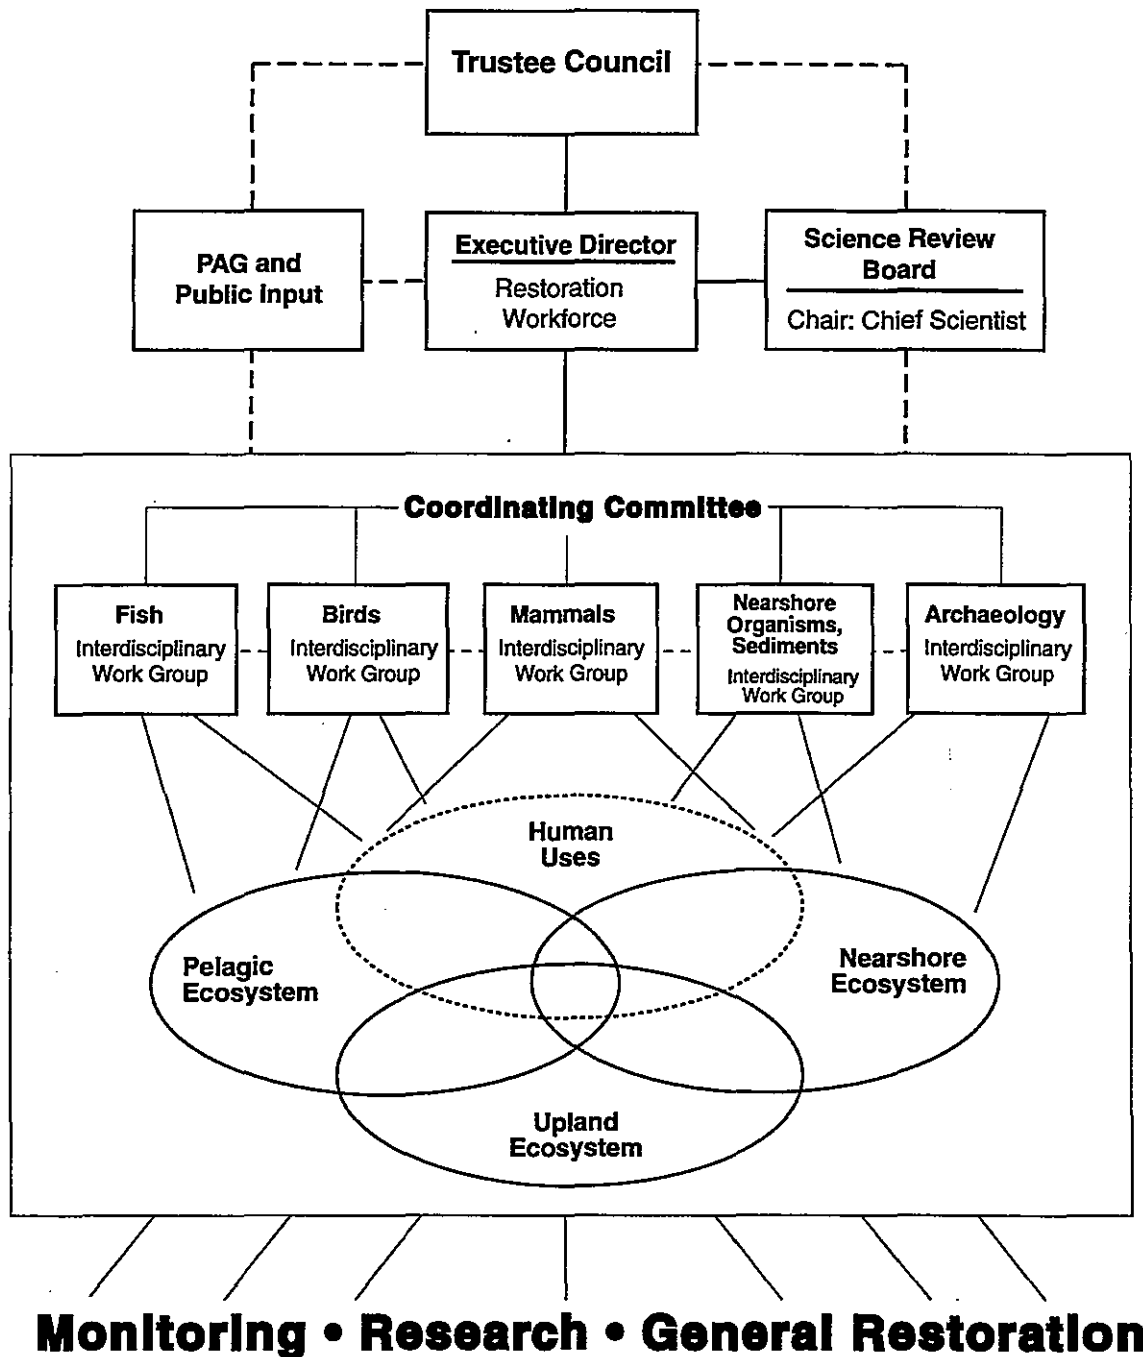 Trustee Council
PAG and
Public Input
Executive Director
Restoration
Workforce
Science Review
Board
Chair: Chief Scientist
Coordinating Committee
Fish
Interdisciplinary
Work Group
Birds
Interdisciplinary
Work Group
Mammals
Interdisciplinary
Work Group
Nearshore
Organisms,
Sediments
Interdisciplinary
Work Group
Archaeology
Interdisciplinary
Work Group
Human
Uses
Pelagic
Ecosystem
Nearshore
Ecosystem
Upland
Ecosystem
Monitoring • Research • General Restoration